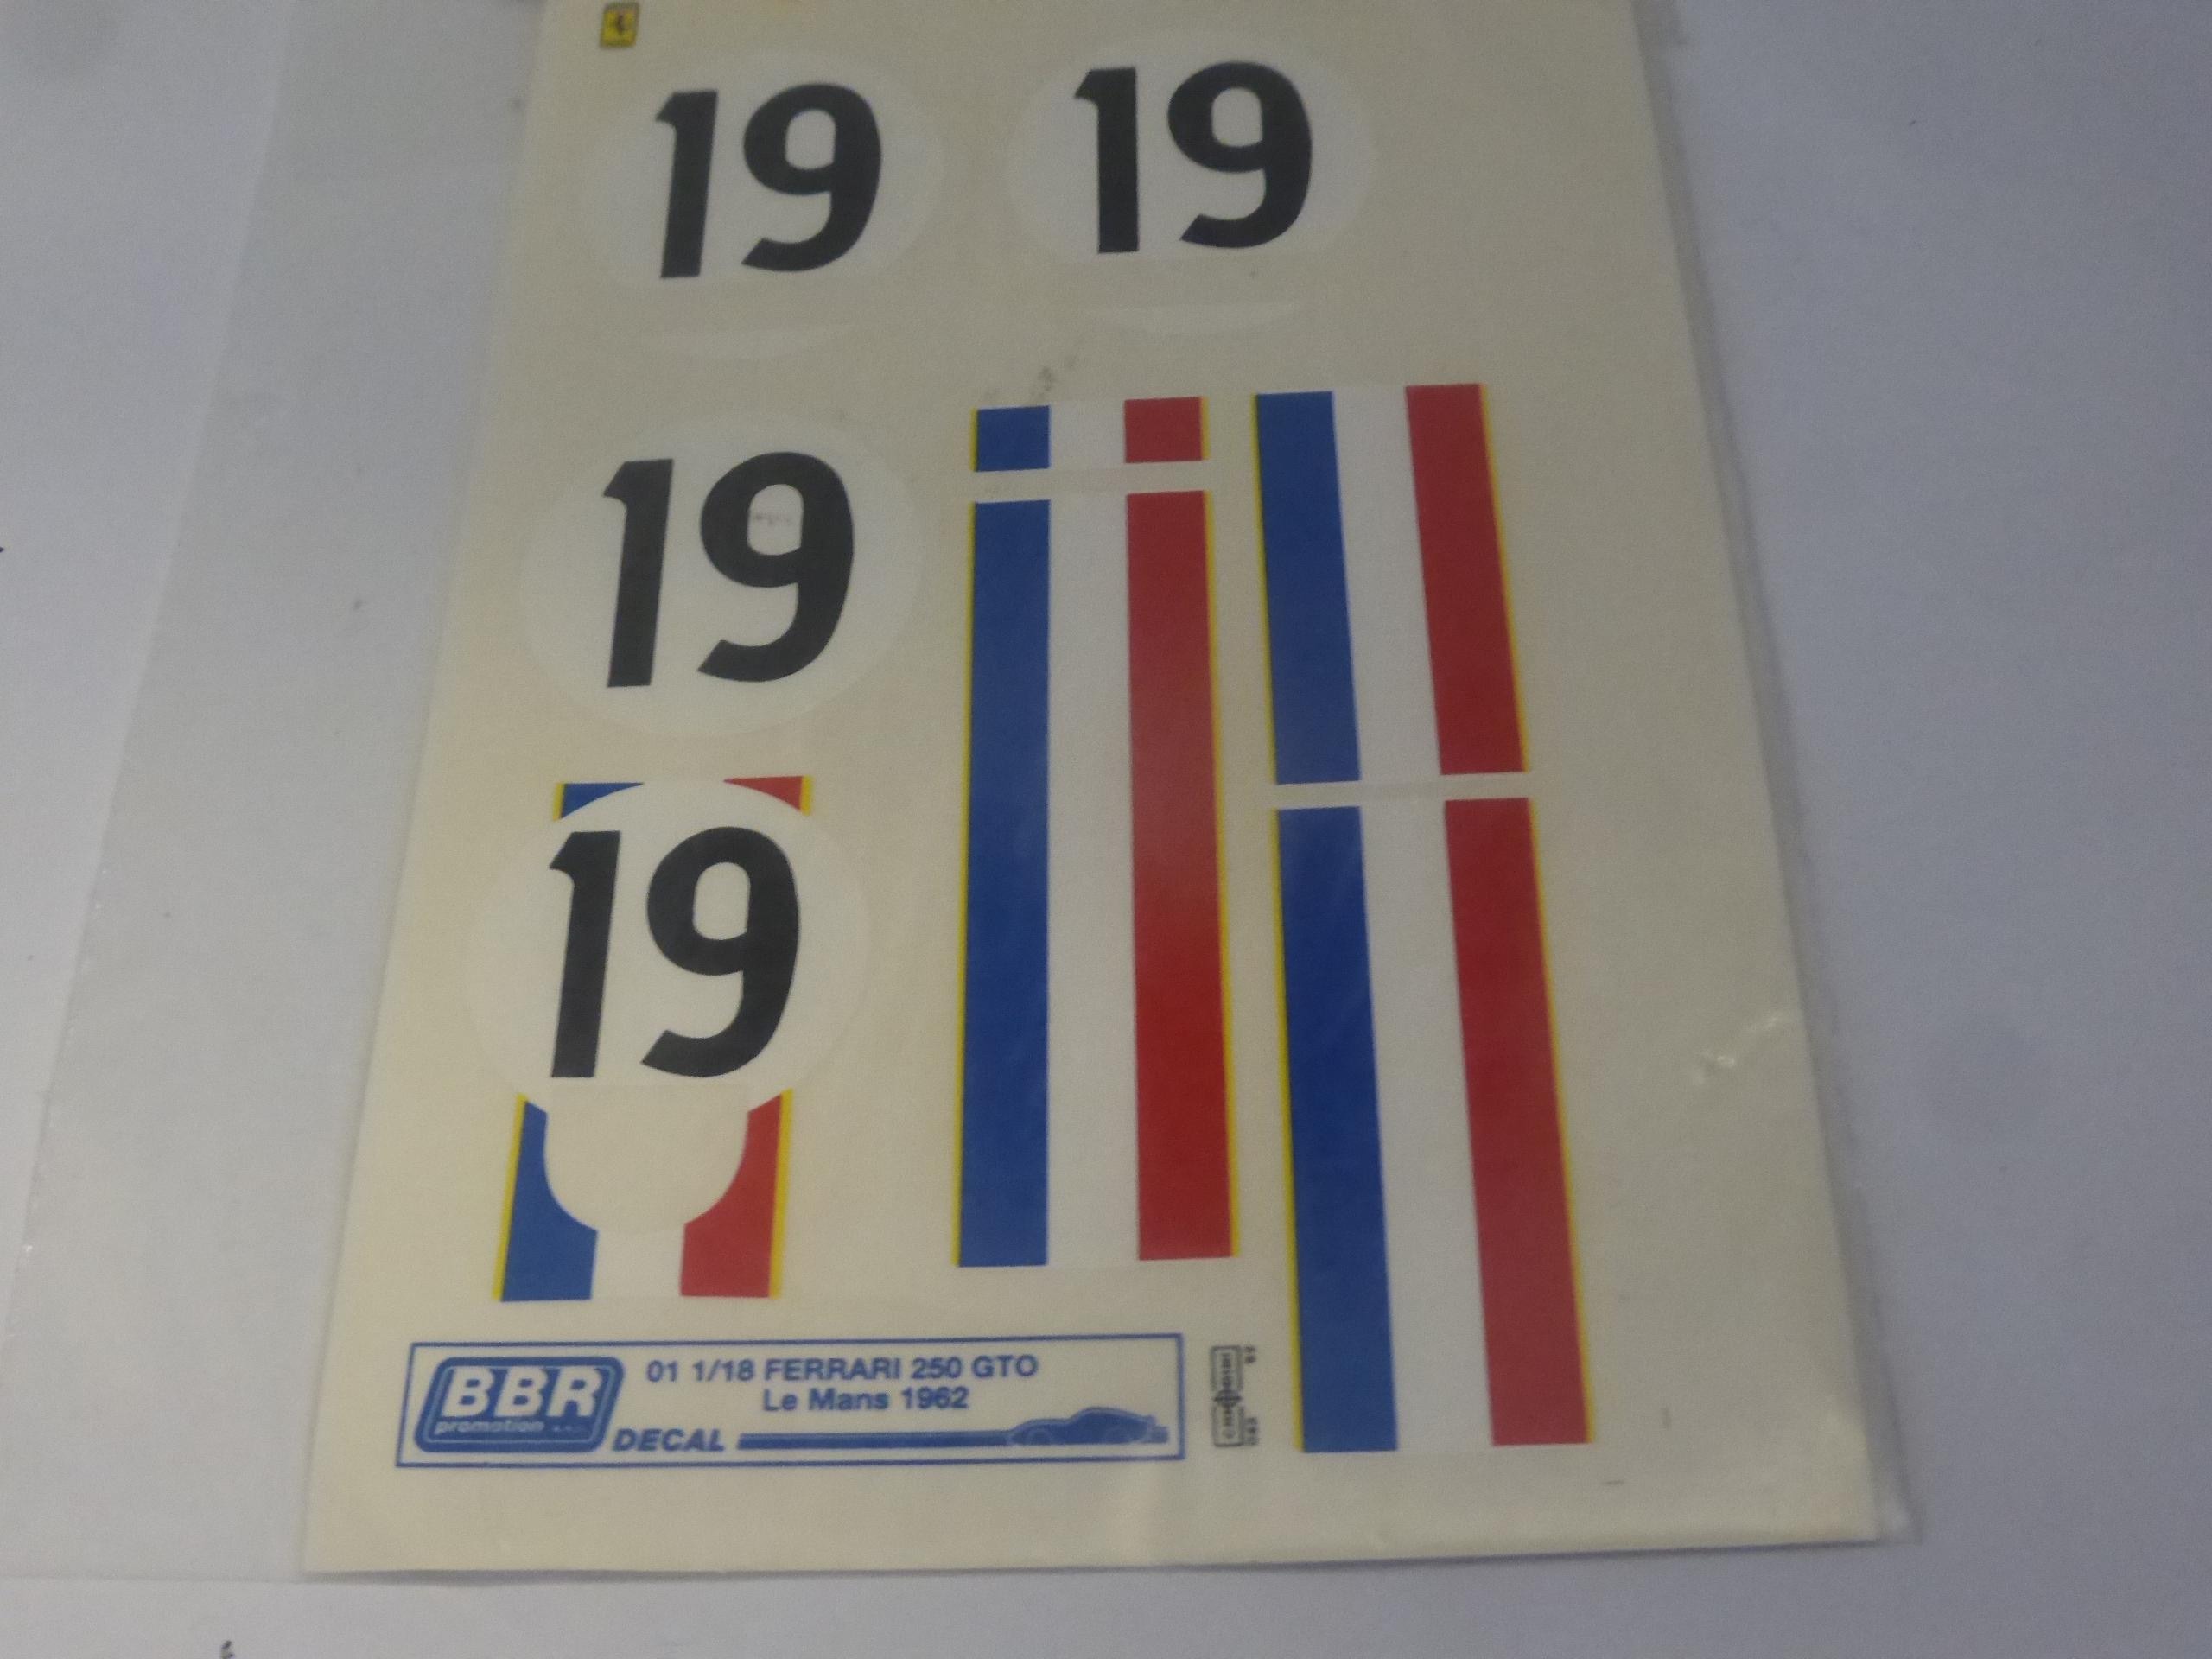 19 19
19
19
BBR
promotion
01 1/18 FERRARI 250 GTO
Le Mans 1962
DECAL